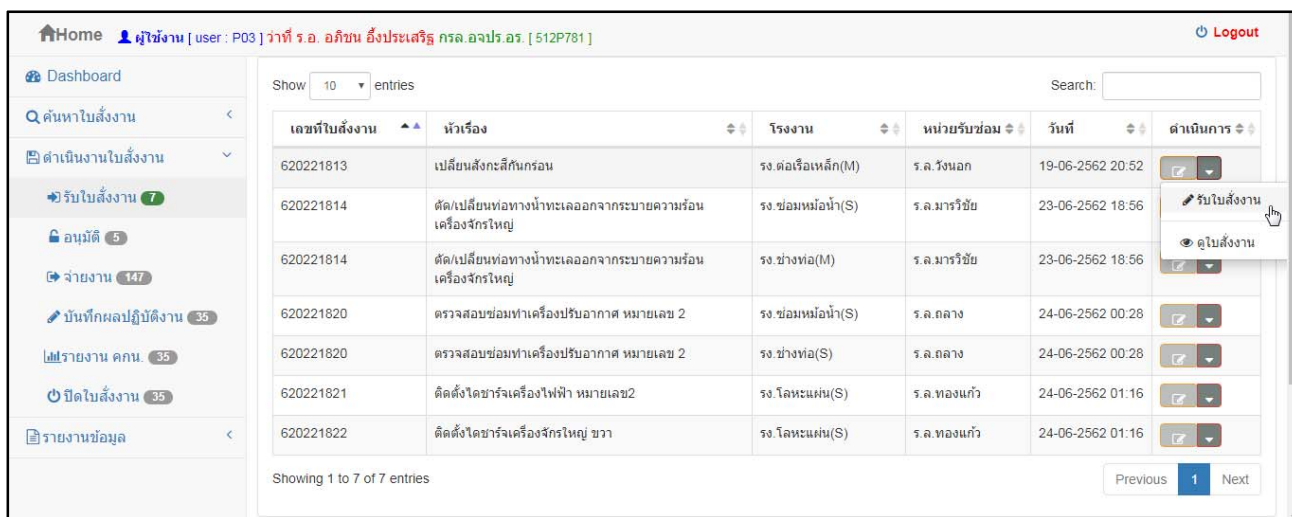 Home ผู้ใช้งาน [ user : P03 ] ว่าที่ ร.อ. อภิชน อึ้งประเสริฐ กรล.อจปร.อร. [ 512P781 ]
Logout
Dashboard
ค้นหาใบสั่งงาน
ดำเนินงานใบสั่งงาน
รับใบสั่งงาน 7
อนุมัติ 5
จ่ายงาน 147
บันทึกผลปฏิบัติงาน 35
รายงาน คกน. 35
ปิดใบสั่งงาน 35
รายงานข้อมูล
Show 10 entries
Search:
เลขที่ใบสั่งงาน หัวเรื่อง โรงงาน หน่วยรับซ่อม วันที่ ดำเนินการ
620221813 เปลี่ยนสังกะสีกันกร่อน รง.ต่อเรือเหล็ก(M) ร.ล.วังนอก 19-06-2562 20:52
620221814 ตัด/เปลี่ยนท่อทางน้ำทะเลออกจากระบายความร้อน รง.ซ่อมหม้อน้ำ(S) ร.ล.มารวิชัย 23-06-2562 18:56
เครื่องจักรใหญ่
620221814 ตัด/เปลี่ยนท่อทางน้ำทะเลออกจากระบายความร้อน รง.ช่างท่อ(M) ร.ล.มารวิชัย 23-06-2562 18:56
เครื่องจักรใหญ่
620221820 ตรวจสอบซ่อมทำเครื่องปรับอากาศ หมายเลข 2 รง.ซ่อมหม้อน้ำ(S) ร.ล.ถลาง 24-06-2562 00:28
620221820 ตรวจสอบซ่อมทำเครื่องปรับอากาศ หมายเลข 2 รง.ช่างท่อ(S) ร.ล.ถลาง 24-06-2562 00:28
620221821 ติดตั้งไดชาร์จเครื่องไฟฟ้า หมายเลข2 รง.โลหะแผ่น(S) ร.ล.ทองแก้ว 24-06-2562 01:16
620221822 ติดตั้งไดชาร์จเครื่องจักรใหญ่ ขวา รง.โลหะแผ่น(S) ร.ล.ทองแก้ว 24-06-2562 01:16
รับใบสั่งงาน
ดูใบสั่งงาน
Showing 1 to 7 of 7 entries
Previous 1 Next